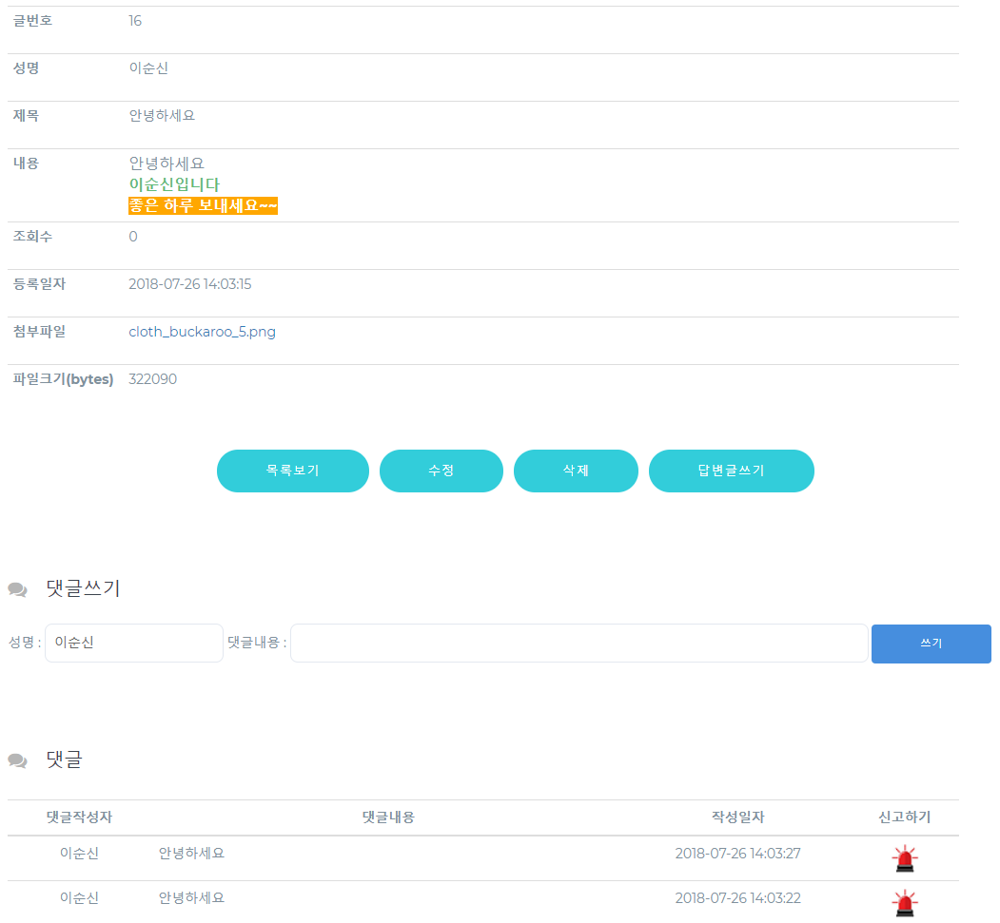 글번호 16
성명 이순신
제목 안녕하세요
내용 안녕하세요
이순신입니다
좋은 하루 보내세요~~
조회수 0
등록일자 2018-07-26 14:03:15
첨부파일 cloth_buckaroo_5.png
파일크기(bytes) 322090
목록보기 수정 삭제 답변글쓰기
댓글쓰기
성명 : 이순신 댓글내용 : 쓰기
댓글
댓글작성자 댓글내용 작성일자 신고하기
이순신 안녕하세요 2018-07-26 14:03:27
이순신 안녕하세요 2018-07-26 14:03:22